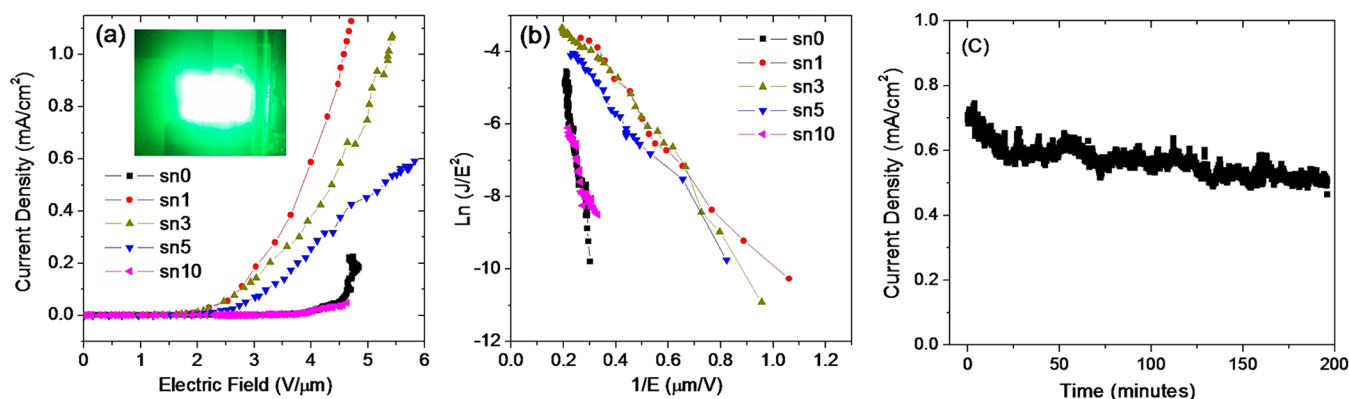 (a)
Current Density (mA/cm²)
1.0
0.8
0.6
0.4
0.2
0.0
sn0
sn1
sn3
sn5
sn10
0 1 2 3 4 5 6
Electric Field (V/μm)
(b)
Ln (J/E²)
-4
-6
-8
-10
-12
sn0
sn1
sn3
sn5
sn10
0.0 0.2 0.4 0.6 0.8 1.0 1.2
1/E (μm/V)
(c)
Current Density (mA/cm²)
1.0
0.8
0.6
0.4
0.2
0.0
0 50 100 150 200
Time (minutes)